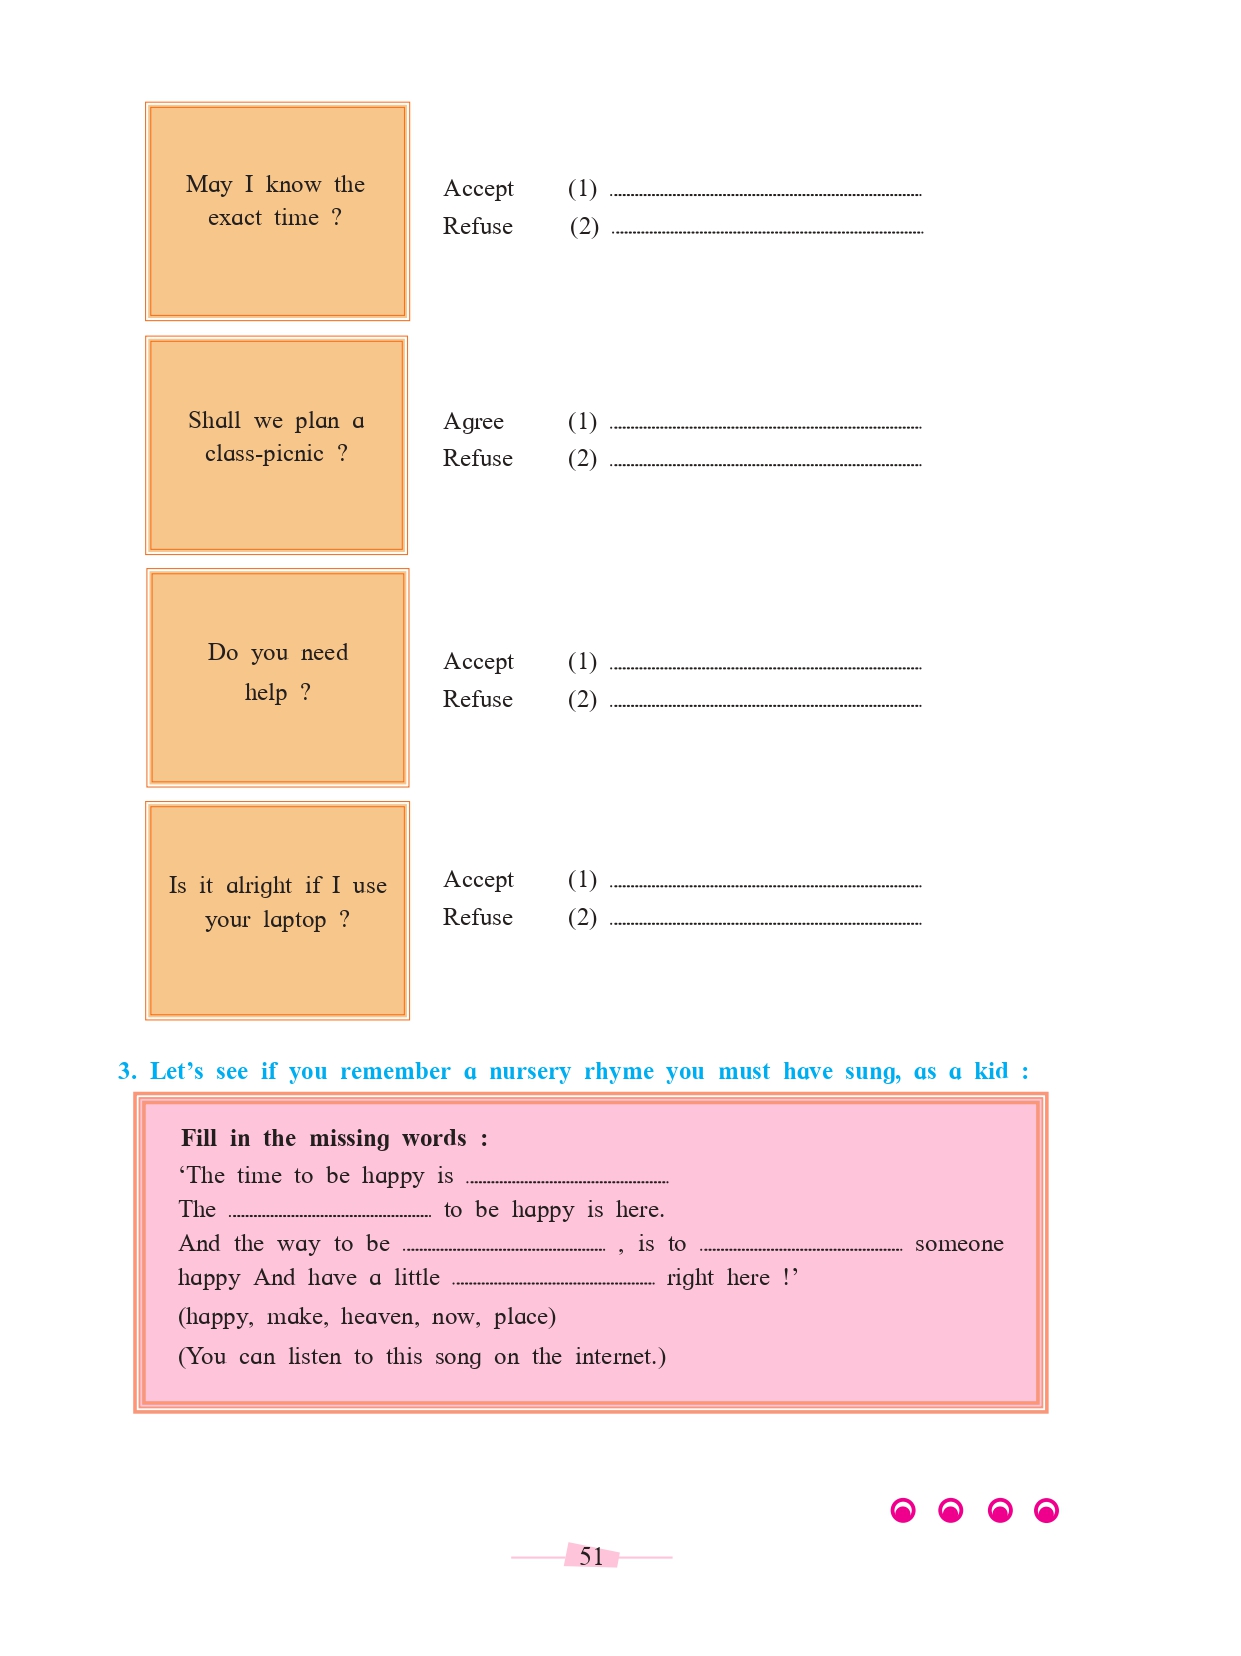 May I know the
exact time ?
Accept (1) ........................
Refuse (2) ........................
Shall we plan a
class-picnic ?
Agree (1) ........................
Refuse (2) ........................
Do you need
help ?
Accept (1) ........................
Refuse (2) ........................
Is it alright if I use
your laptop ?
Accept (1) ........................
Refuse (2) ........................
3. Let’s see if you remember a nursery rhyme you must have sung, as a kid :
Fill in the missing words :
‘The time to be happy is ........................
The ........................ to be happy is here.
And the way to be ........................ , is to ........................ someone
happy And have a little ........................ right here !’
(happy, make, heaven, now, place)
(You can listen to this song on the internet.)
51